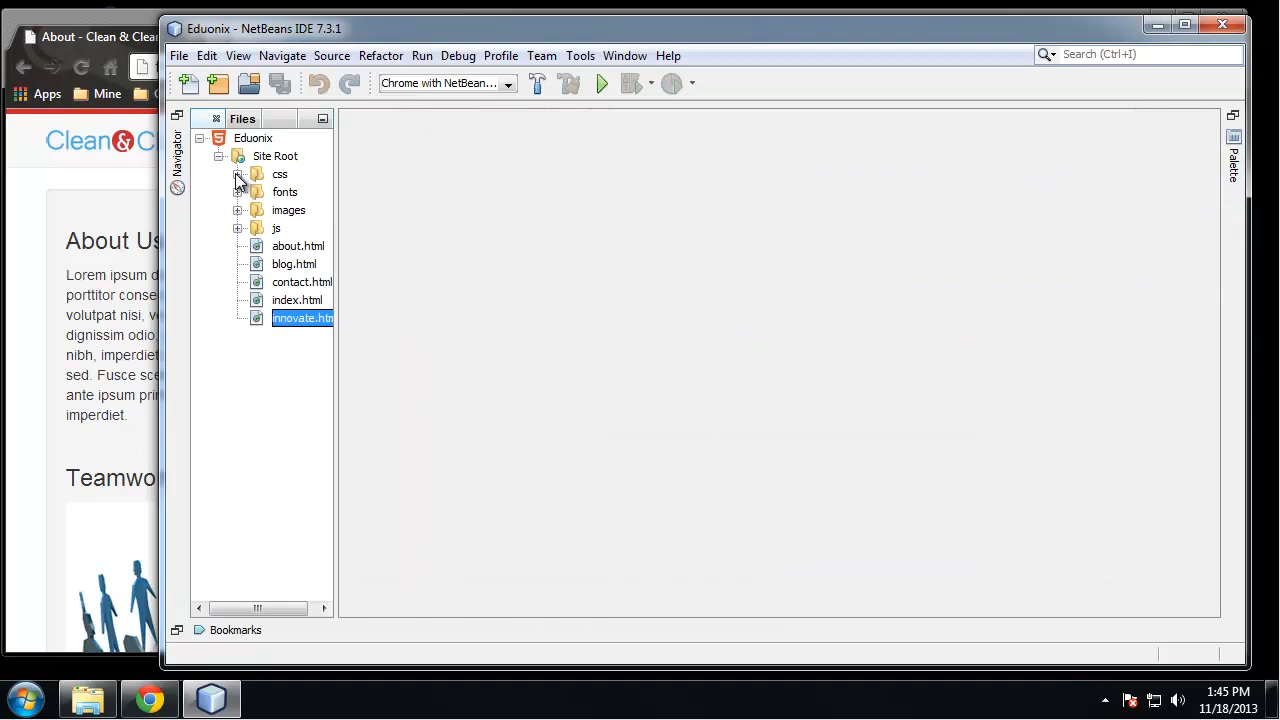 About - Clean & Clea
Apps Mine
Clean&C
About Us
Lorem ipsum d
porttitor conse
volutpat nisi, v
dignissim odio,
nibh, imperdiet
sed. Fusce sce
ante ipsum pri
imperdiet.
Teamwo
Eduonix - NetBeans IDE 7.3.1
File Edit View Navigate Source Refactor Run Debug Profile Team Tools Window Help
Search (Ctrl+I)
Chrome with NetBean...
Navigator
Files
Eduonix
Site Root
css
fonts
images
js
about.html
blog.html
contact.html
index.html
innovate.htm
Palette
Bookmarks
1:45 PM
11/18/2013